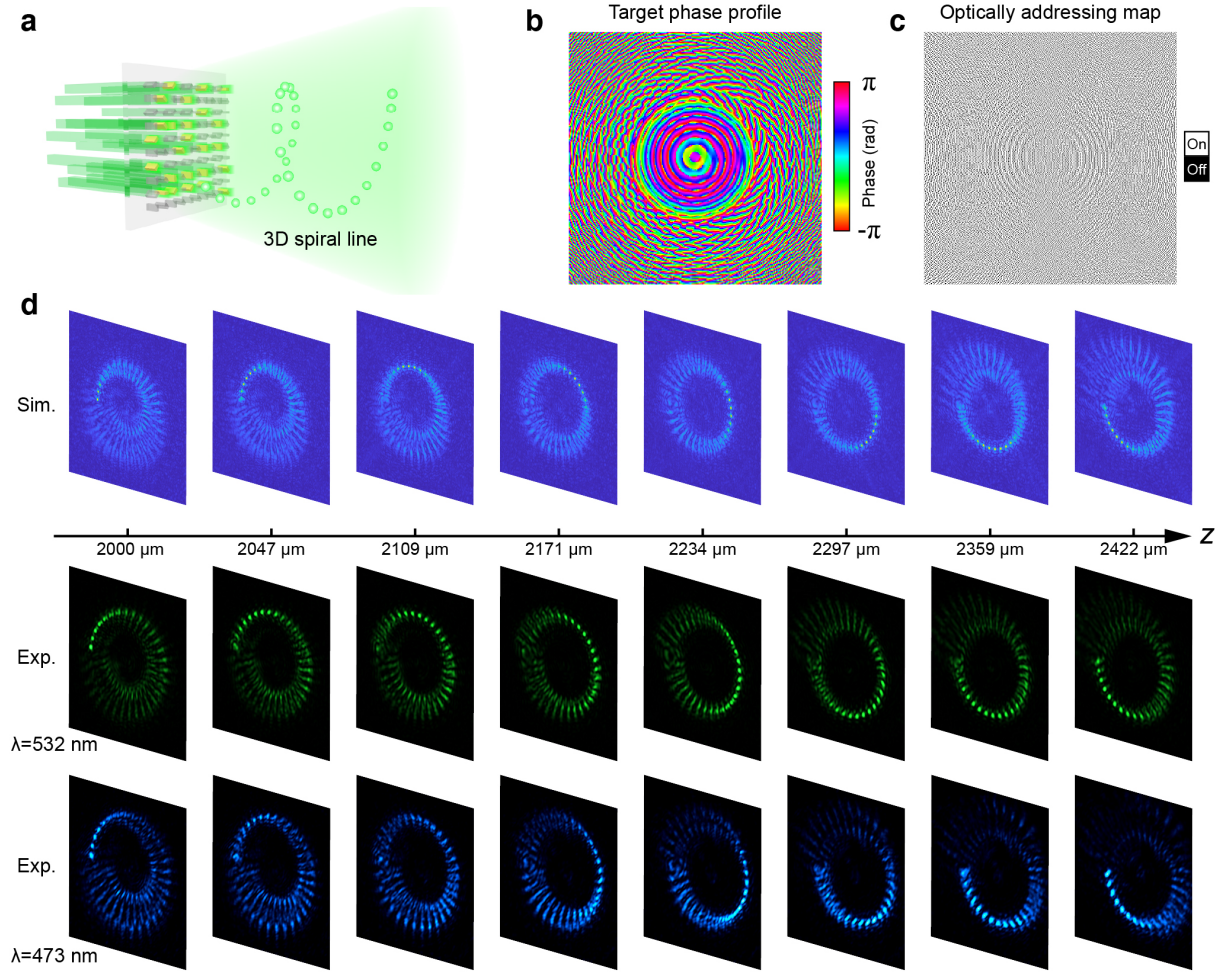 a
3D spiral line
b
Target phase profile
π
Phase (rad)
-π
c
Optically addressing map
On
Off
d
Sim.
2000 µm
2047 µm
2109 µm
2171 µm
2234 µm
2297 µm
2359 µm
2422 µm
z
Exp.
λ=532 nm
Exp.
λ=473 nm